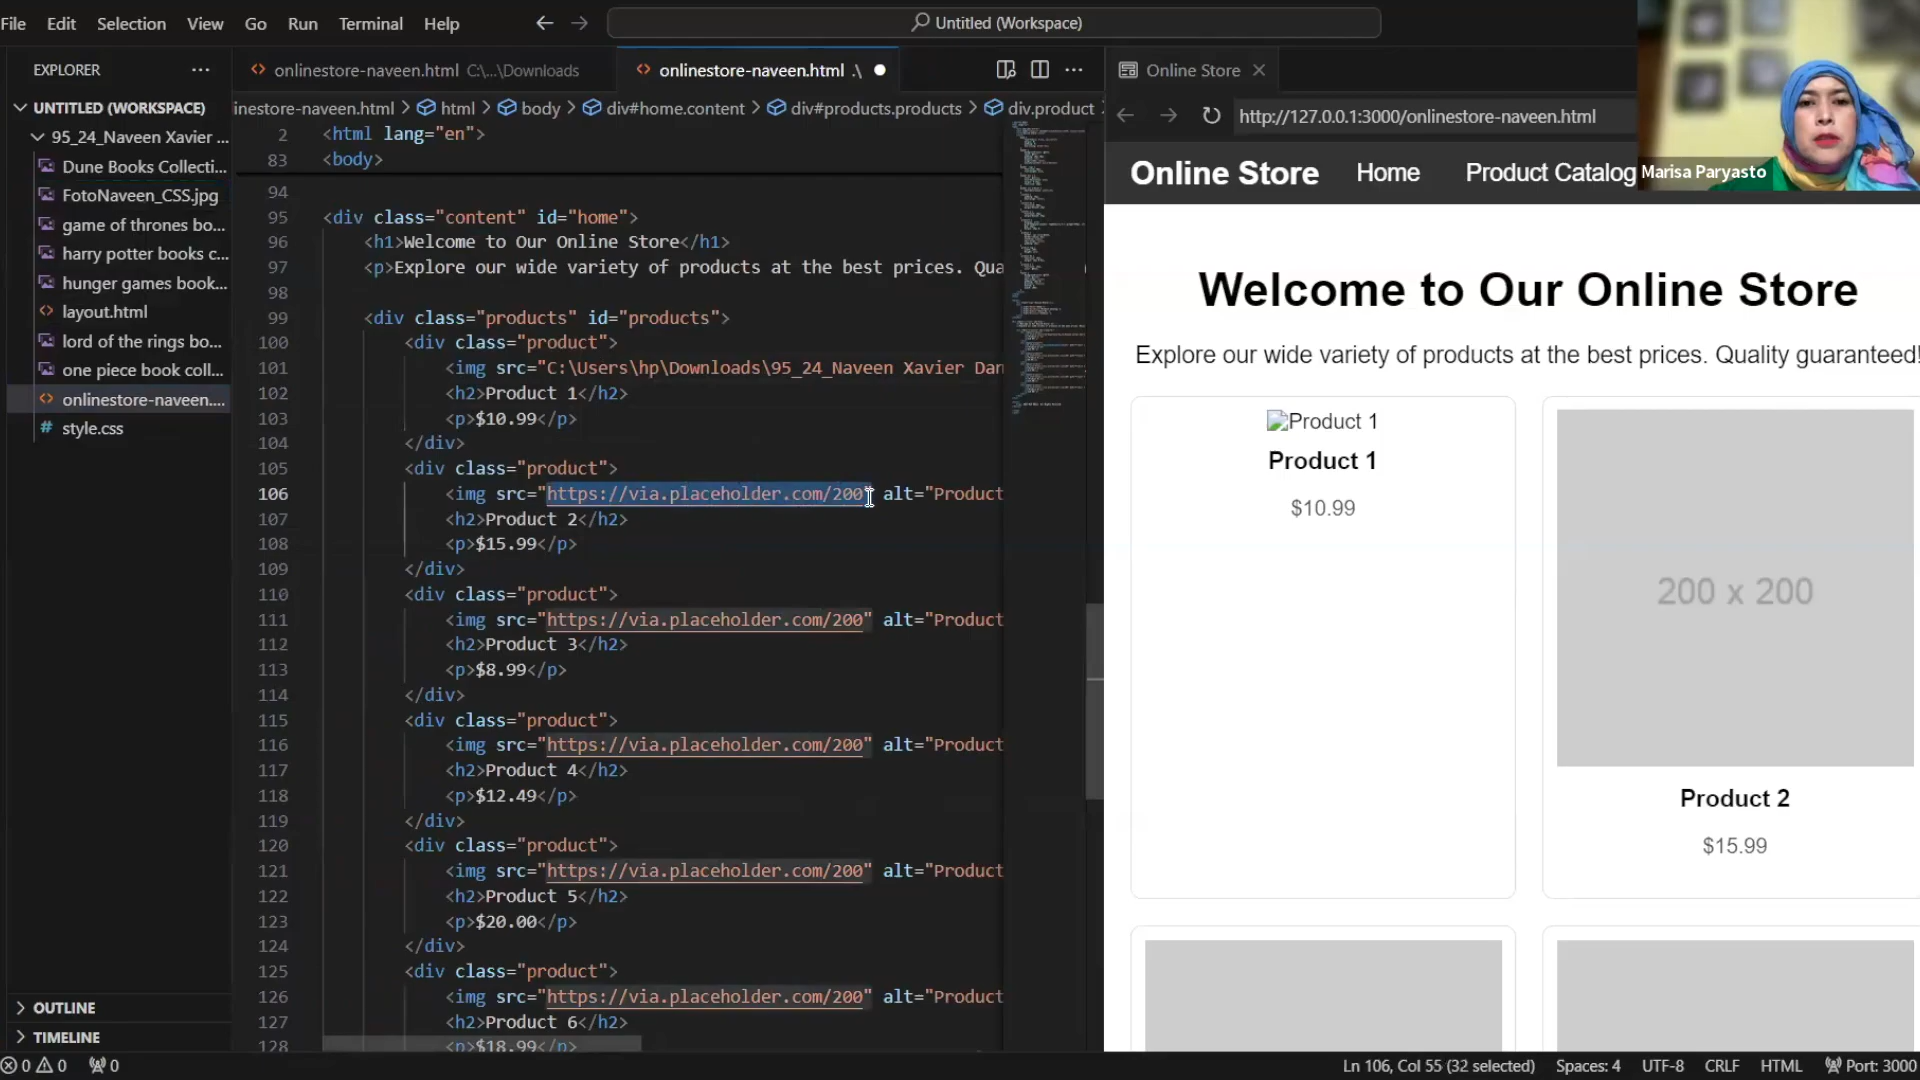 File Edit Selection View Go Run Terminal Help
Untitled (Workspace)
EXPLORER
UNTITLED (WORKSPACE)
95_24_Naveen Xavier ...
Dune Books Collecti...
FotoNaveen_CSS.jpg
game of thrones bo...
harry potter books c...
hunger games book...
layout.html
lord of the rings bo...
one piece book coll...
onlinestore-naveen....
style.css
OUTLINE
TIMELINE
onlinestore-naveen.html C:\...\Downloads
onlinestore-naveen.html .\
inestore-naveen.html > html > body > div#home.content > div#products.products > div.product >
2 <html lang="en">
83 <body>
94
95 <div class="content" id="home">
96 <h1>Welcome to Our Online Store</h1>
97 <p>Explore our wide variety of products at the best prices. Qua
98
99 <div class="products" id="products">
100 <div class="product">
101 <img src="C:\Users\hp\Downloads\95_24_Naveen Xavier Dar
102 <h2>Product 1</h2>
103 <p>$10.99</p>
104 </div>
105 <div class="product">
106 <img src="https://via.placeholder.com/200" alt="Product
107 <h2>Product 2</h2>
108 <p>$15.99</p>
109 </div>
110 <div class="product">
111 <img src="https://via.placeholder.com/200" alt="Product
112 <h2>Product 3</h2>
113 <p>$8.99</p>
114 </div>
115 <div class="product">
116 <img src="https://via.placeholder.com/200" alt="Product
117 <h2>Product 4</h2>
118 <p>$12.49</p>
119 </div>
120 <div class="product">
121 <img src="https://via.placeholder.com/200" alt="Product
122 <h2>Product 5</h2>
123 <p>$20.00</p>
124 </div>
125 <div class="product">
126 <img src="https://via.placeholder.com/200" alt="Product
127 <h2>Product 6</h2>
128 <p>$18.99</p>
Online Store
http://127.0.0.1:3000/onlinestore-naveen.html
Online Store Home Product Catalog
Marisa Paryasto
Welcome to Our Online Store
Explore our wide variety of products at the best prices. Quality guaranteed!
Product 1
Product 1
$10.99
200 x 200
Product 2
$15.99
0 0 0
Ln 106, Col 55 (32 selected) Spaces: 4 UTF-8 CRLF HTML Port: 3000